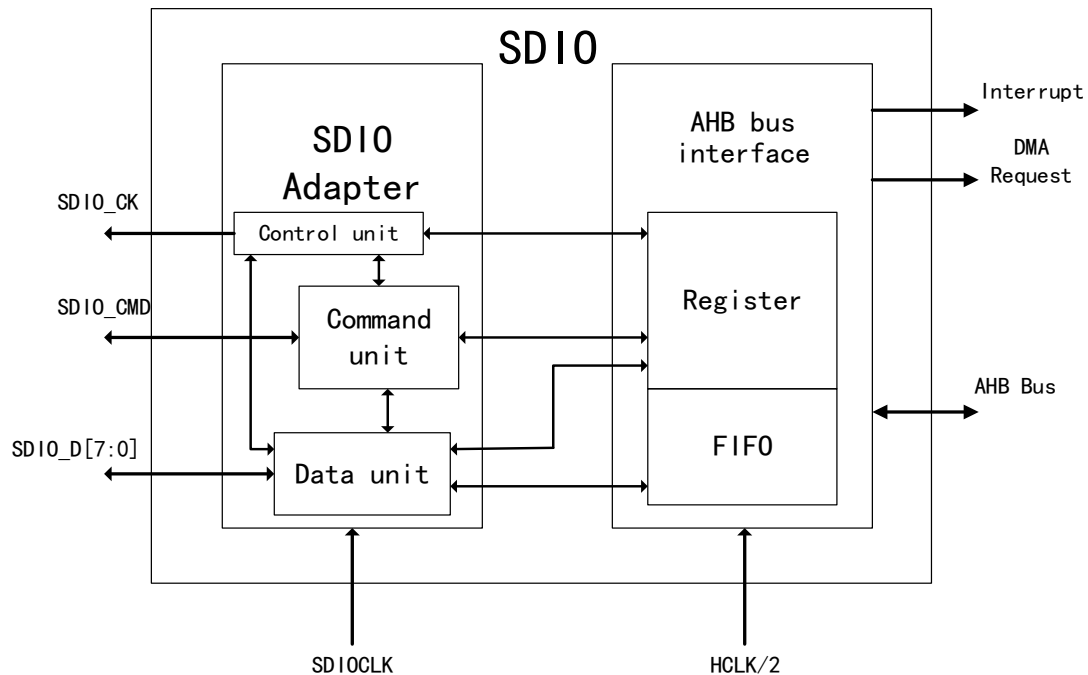 SDIO
SDIO
Adapter
AHB bus
interface
Interrupt
DMA
Request
SDIO_CK
Control unit
SDIO_CMD
Command
unit
Register
AHB Bus
SDIO_D[7:0]
Data unit
FIFO
SDIOCLK
HCLK/2